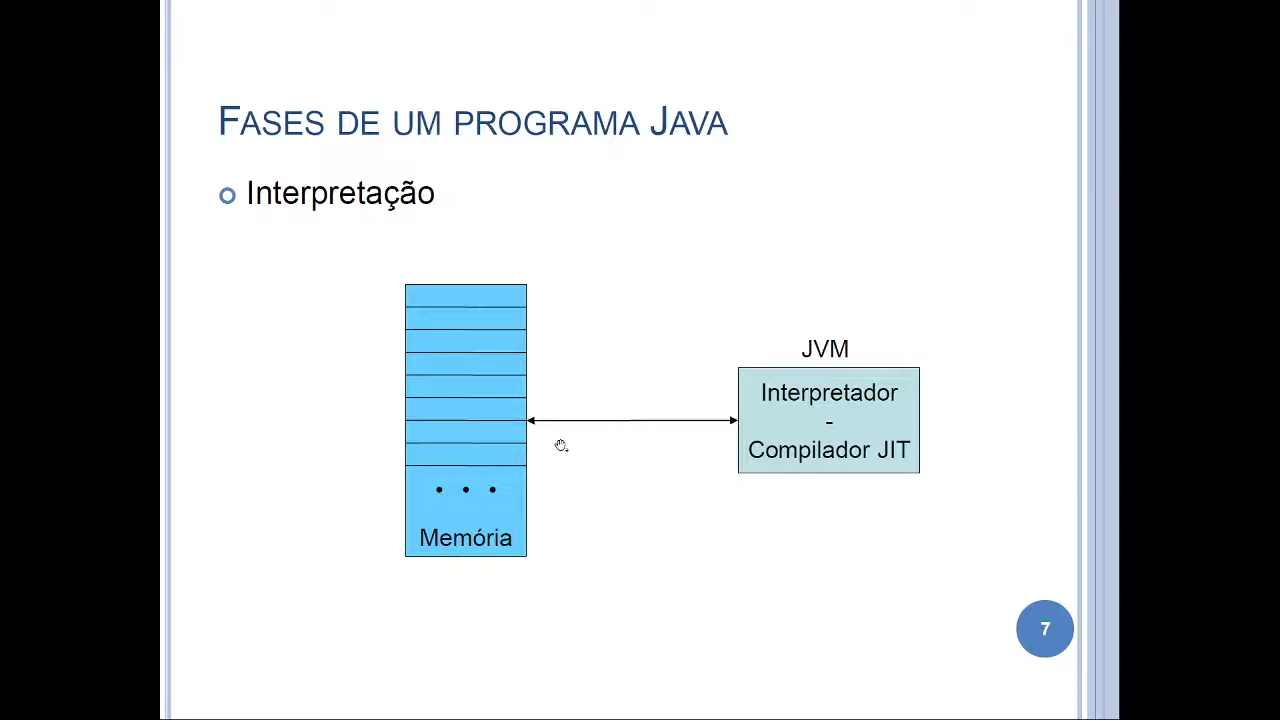 FASES DE UM PROGRAMA JAVA
Interpretação
JVM
Interpretador
-
Compilador JIT
. . .
Memória
7